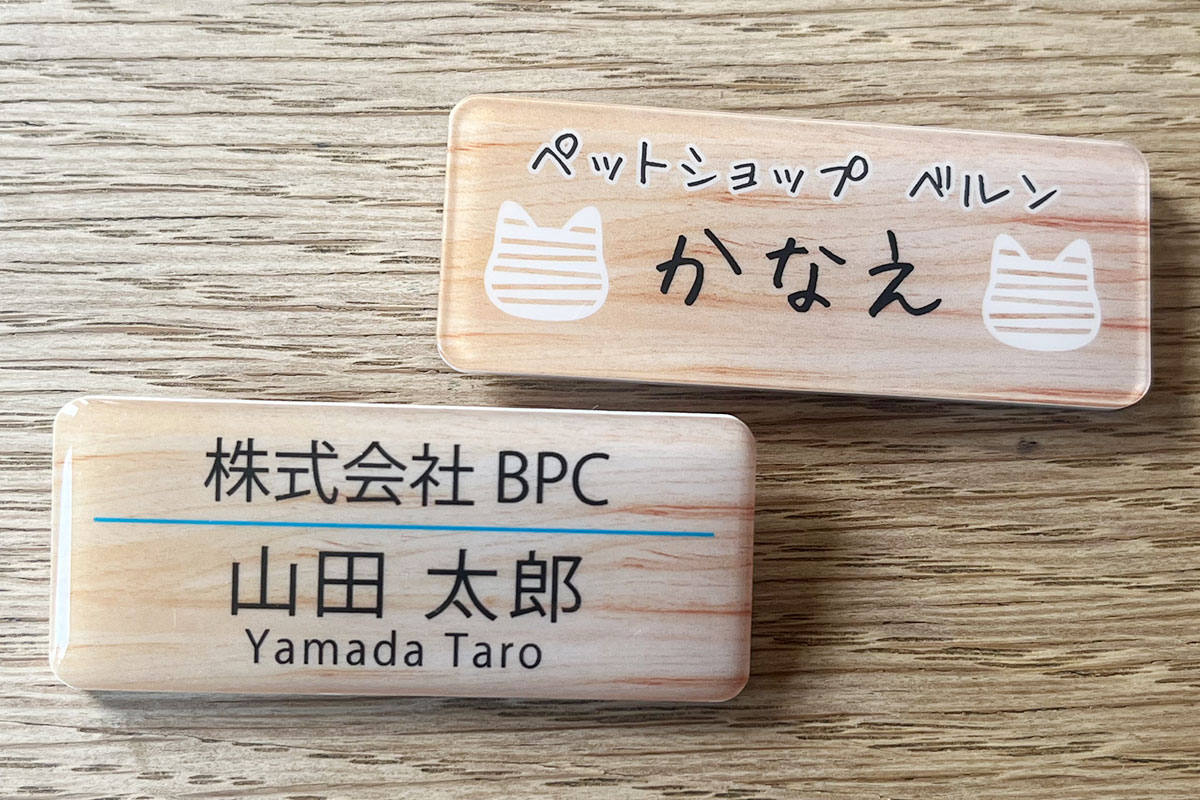 ペットショップ ベルン
かなえ
株式会社 BPC
山田 太郎
Yamada Taro